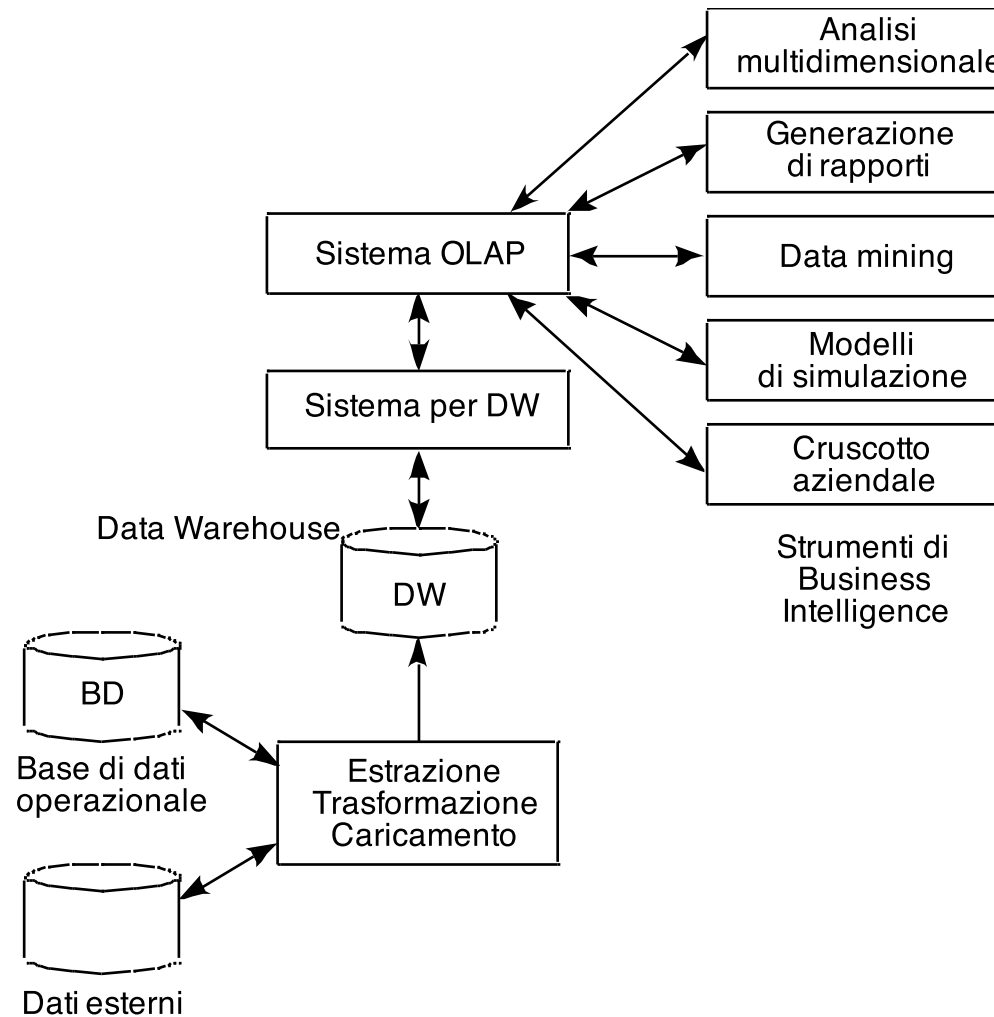 Analisi
multidimensionale
Generazione
di rapporti
Sistema OLAP
Data mining
Modelli
di simulazione
Sistema per DW
Cruscotto
aziendale
Data Warehouse
Strumenti di
Business
Intelligence
DW
BD
Base di dati
operazionale
Estrazione
Trasformazione
Caricamento
Dati esterni